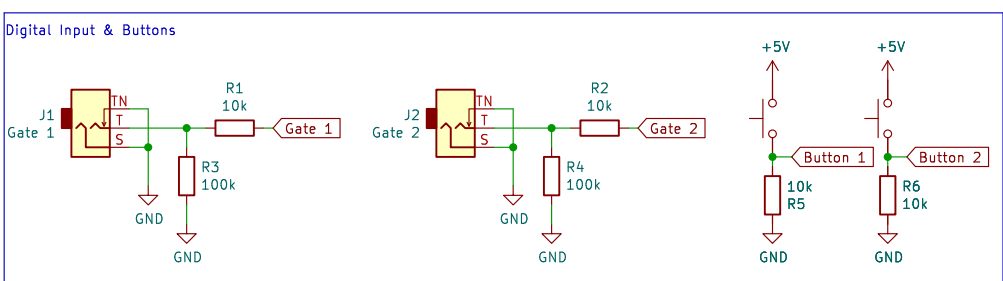 Digital Input & Buttons
J1
Gate 1
TN
T
S
R1
10k
Gate 1
R3
100k
GND
GND
J2
Gate 2
TN
T
S
R2
10k
Gate 2
R4
100k
GND
GND
+5V
Button 1
10k
R5
GND
+5V
Button 2
R6
10k
GND